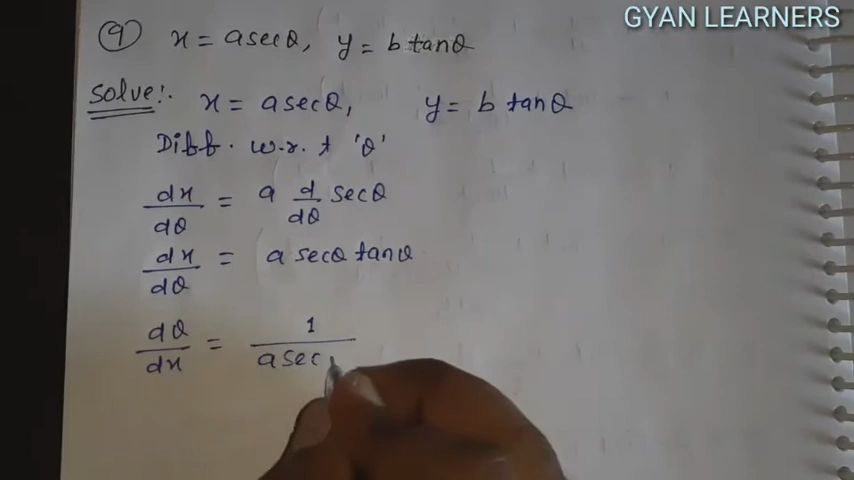 GYAN LEARNERS
⑨ x = a secθ, y = b tanθ
Solve:. x = a secθ, y = b tanθ
Diff. w.r.t 'θ'
dx/dθ = a d/dθ secθ
dx/dθ = a secθ tanθ
dθ/dx = 1/a sec